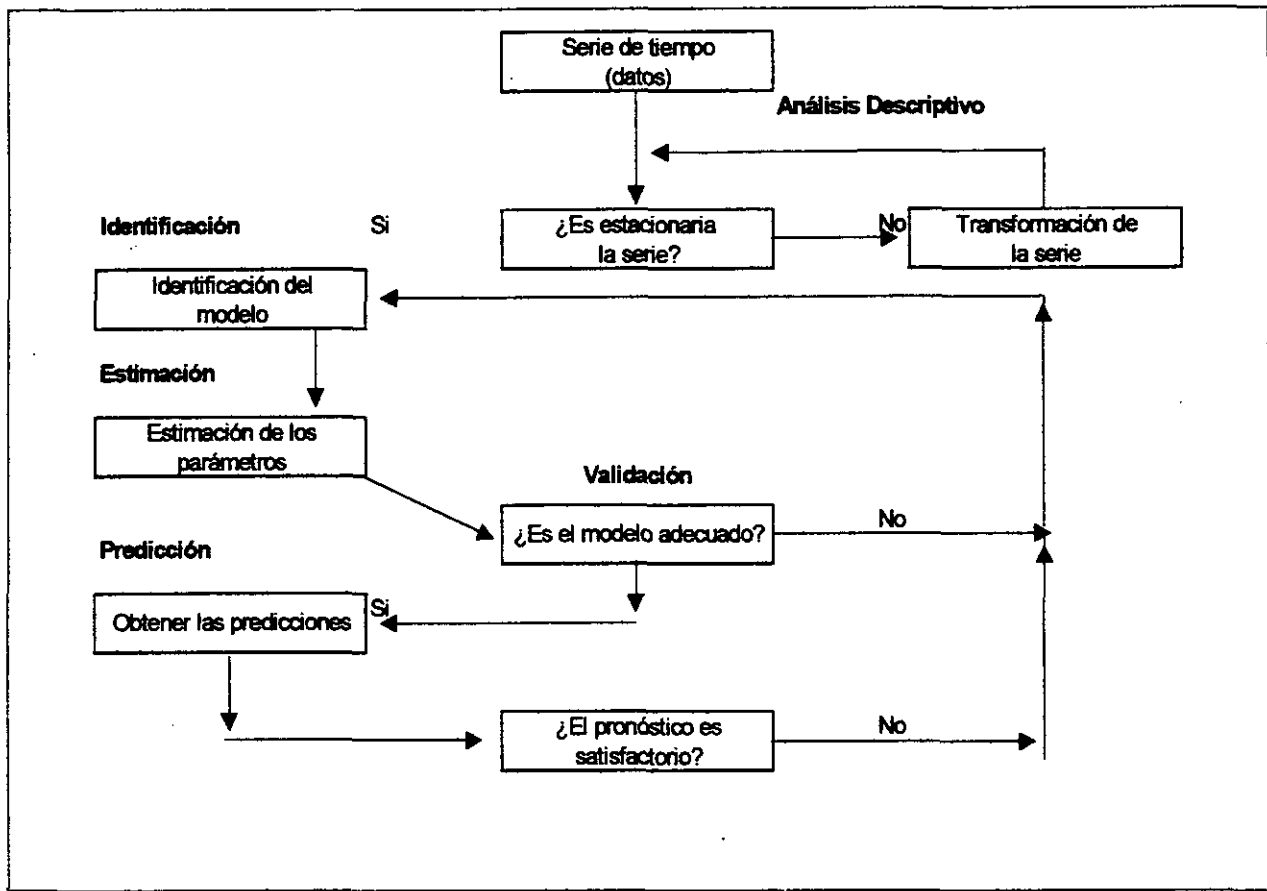 Serie de tiempo
(datos)
Análisis Descriptivo
Identificación
Si
¿Es estacionaria
la serie?
No
Transformación de
la serie
Identificación del
modelo
Estimación
Estimación de los
parámetros
Validación
¿Es el modelo adecuado?
No
Predicción
Si
Obtener las predicciones
¿El pronóstico es
satisfactorio?
No